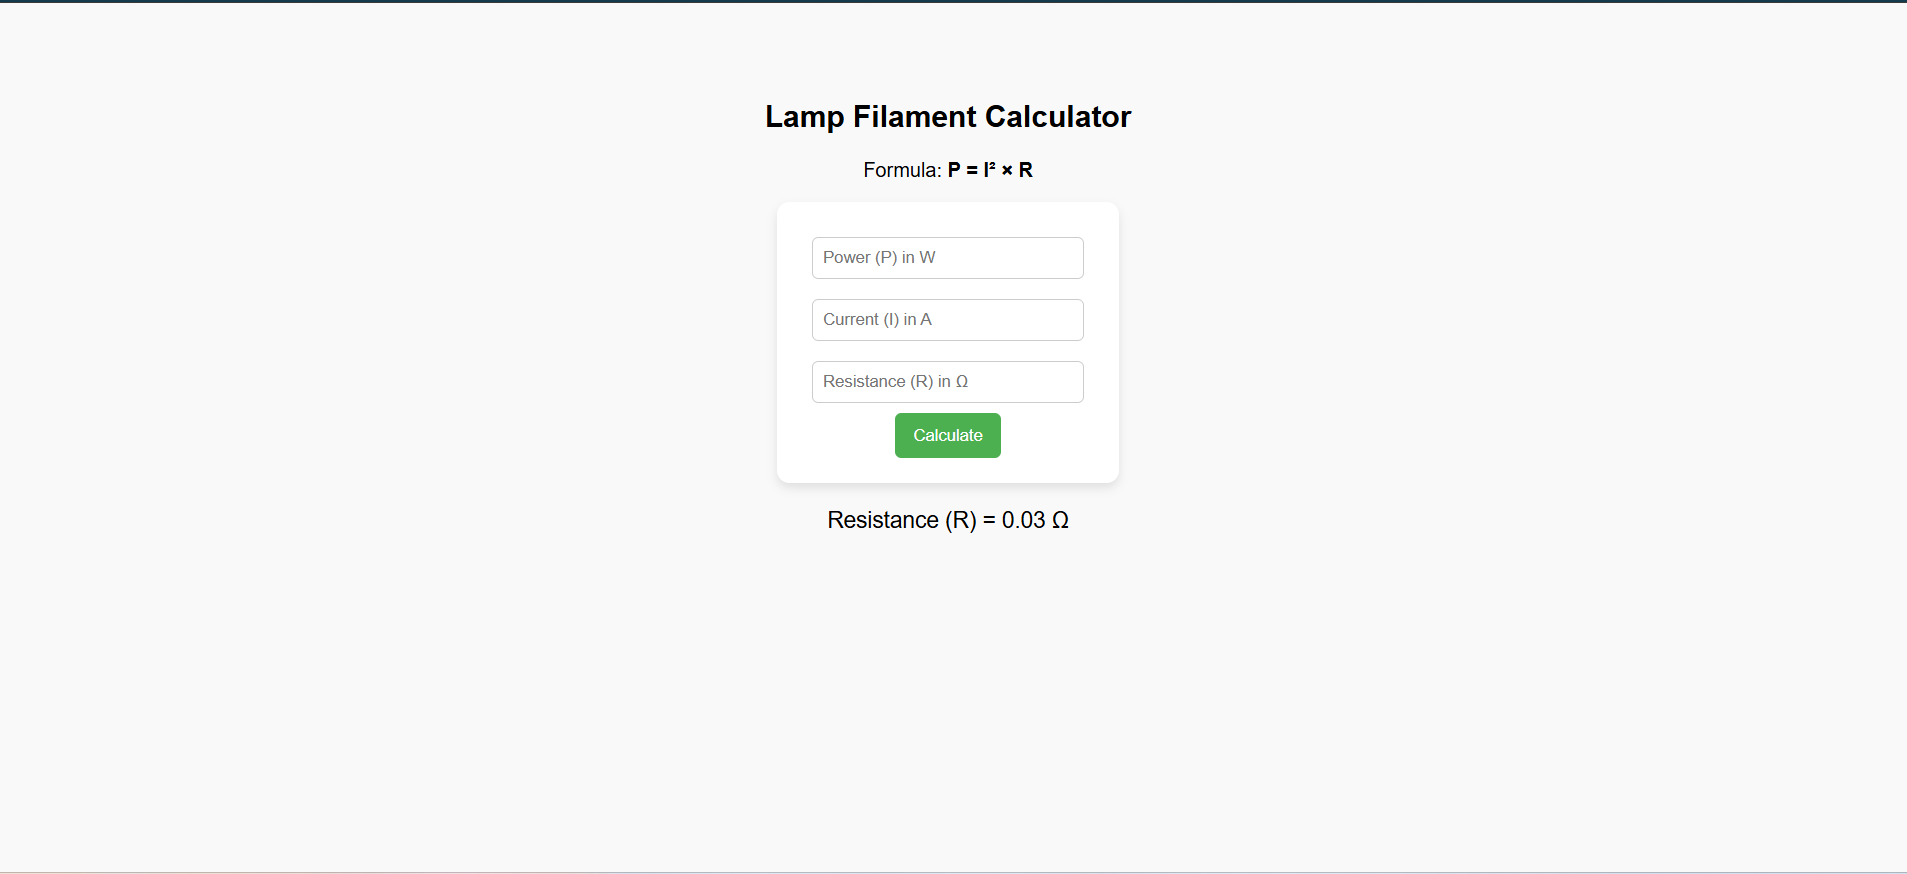 Lamp Filament Calculator
Formula: P = I² × R
Power (P) in W
Current (I) in A
Resistance (R) in Ω
Calculate
Resistance (R) = 0.03 Ω